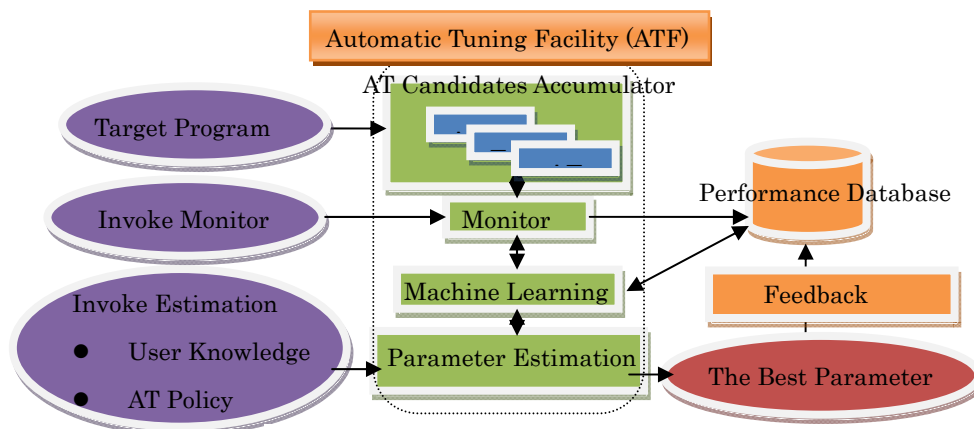 Automatic Tuning Facility (ATF)
AT Candidates Accumulator
Target Program
Invoke Monitor
Monitor
Performance Database
Machine Learning
Feedback
Invoke Estimation
● User Knowledge
● AT Policy
Parameter Estimation
The Best Parameter